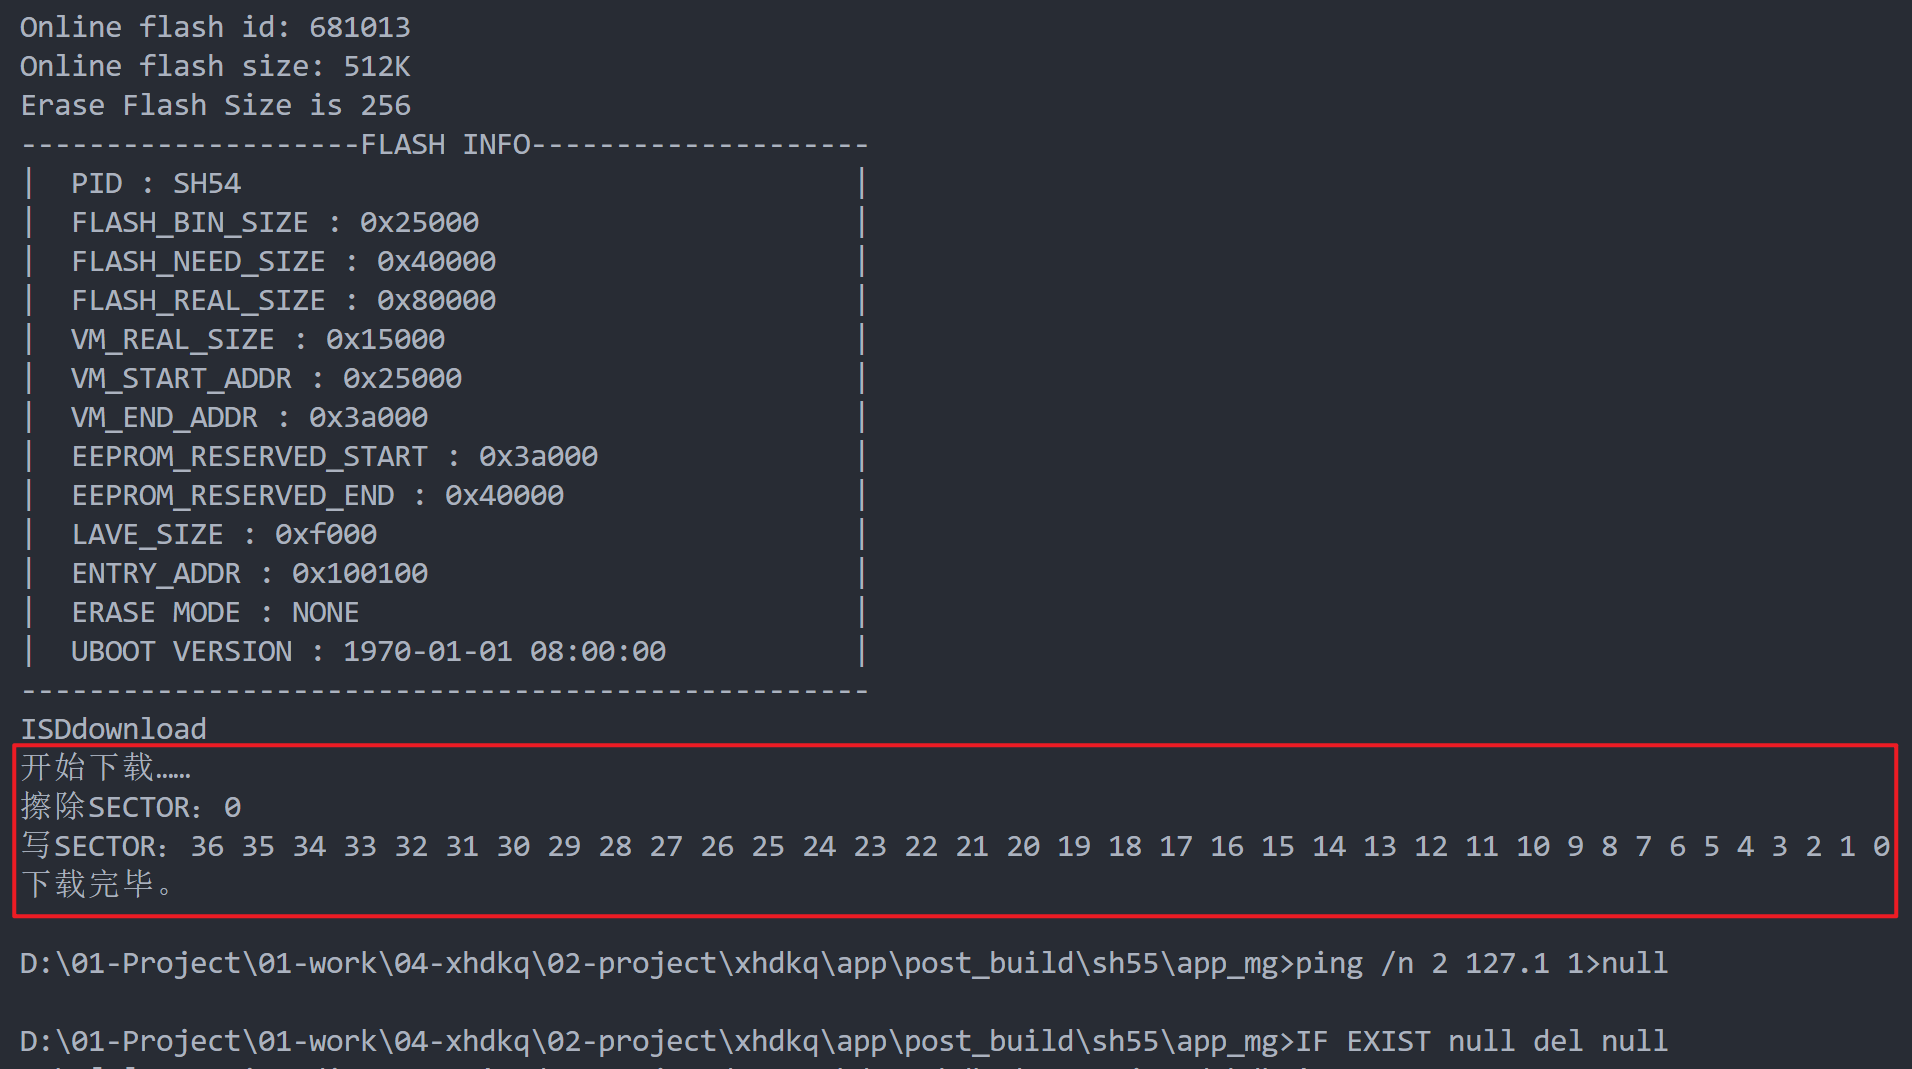 Online flash id: 681013
Online flash size: 512K
Erase Flash Size is 256
--------------------FLASH INFO--------------------
|  PID : SH54                                    |
|  FLASH_BIN_SIZE : 0x25000                      |
|  FLASH_NEED_SIZE : 0x40000                     |
|  FLASH_REAL_SIZE : 0x80000                     |
|  VM_REAL_SIZE : 0x15000                        |
|  VM_START_ADDR : 0x25000                       |
|  VM_END_ADDR : 0x3a000                         |
|  EEPROM_RESERVED_START : 0x3a000               |
|  EEPROM_RESERVED_END : 0x40000                 |
|  LAVE_SIZE : 0xf000                            |
|  ENTRY_ADDR : 0x100100                         |
|  ERASE MODE : NONE                             |
|  UBOOT VERSION : 1970-01-01 08:00:00           |
--------------------------------------------------
ISDdownload
开始下载……
擦除SECTOR：0
写SECTOR：36 35 34 33 32 31 30 29 28 27 26 25 24 23 22 21 20 19 18 17 16 15 14 13 12 11 10 9 8 7 6 5 4 3 2 1 0
下载完毕。
D:\01-Project\01-work\04-xhdkq\02-project\xhdkq\app\post_build\sh55\app_mg>ping /n 2 127.1 1>null
D:\01-Project\01-work\04-xhdkq\02-project\xhdkq\app\post_build\sh55\app_mg>IF EXIST null del null